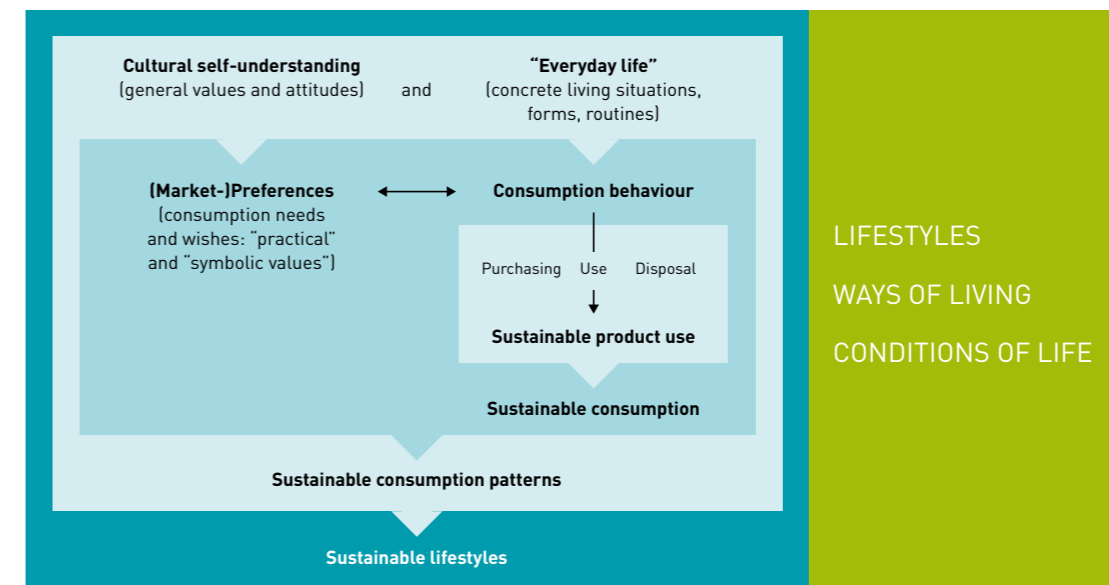 Cultural self-understanding
(general values and attitudes)
and
“Everyday life”
(concrete living situations,
forms, routines)
(Market-)Preferences
(consumption needs
and wishes: “practical”
and “symbolic values”)
Consumption behaviour
Purchasing Use Disposal
Sustainable product use
Sustainable consumption
Sustainable consumption patterns
Sustainable lifestyles
LIFESTYLES
WAYS OF LIVING
CONDITIONS OF LIFE